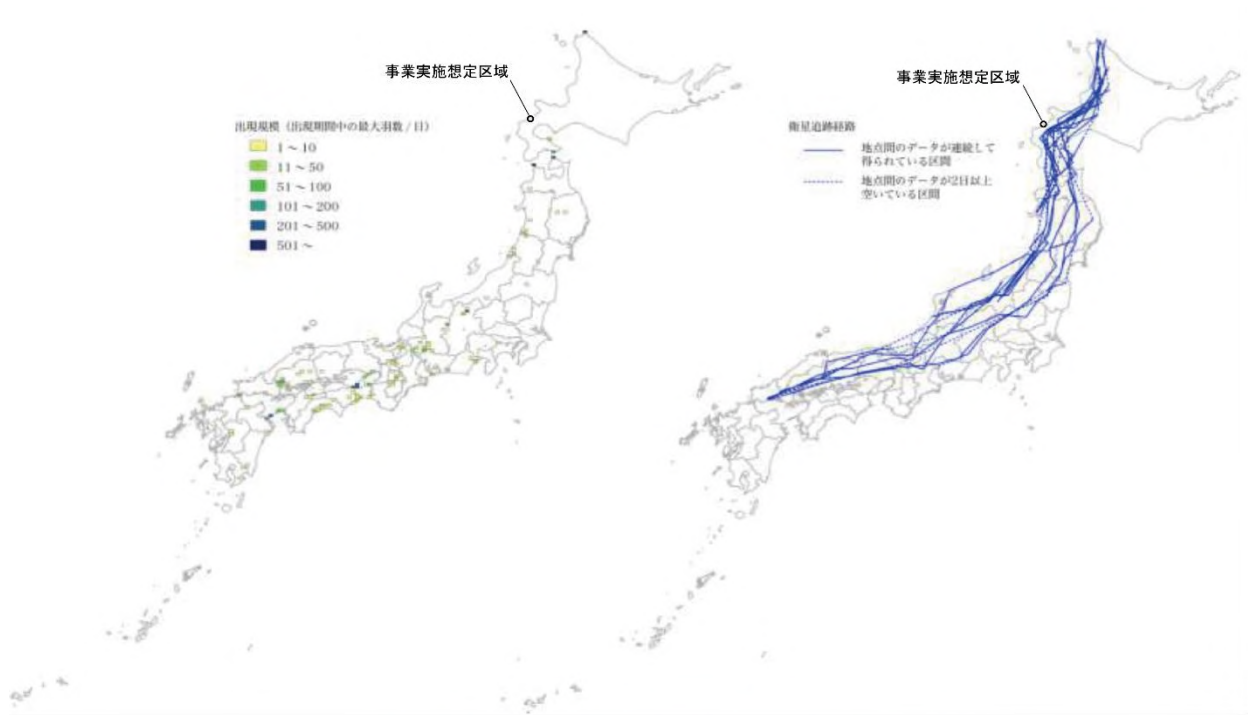 事業実施想定区域
出現規模（出現期間中の最大羽数 / 日）
1 ～ 10
11 ～ 50
51 ～ 100
101 ～ 200
201 ～ 500
501 ～
事業実施想定区域
衛星追跡経路
地点間のデータが連続して
得られている区間
地点間のデータが2日以上
空いている区間